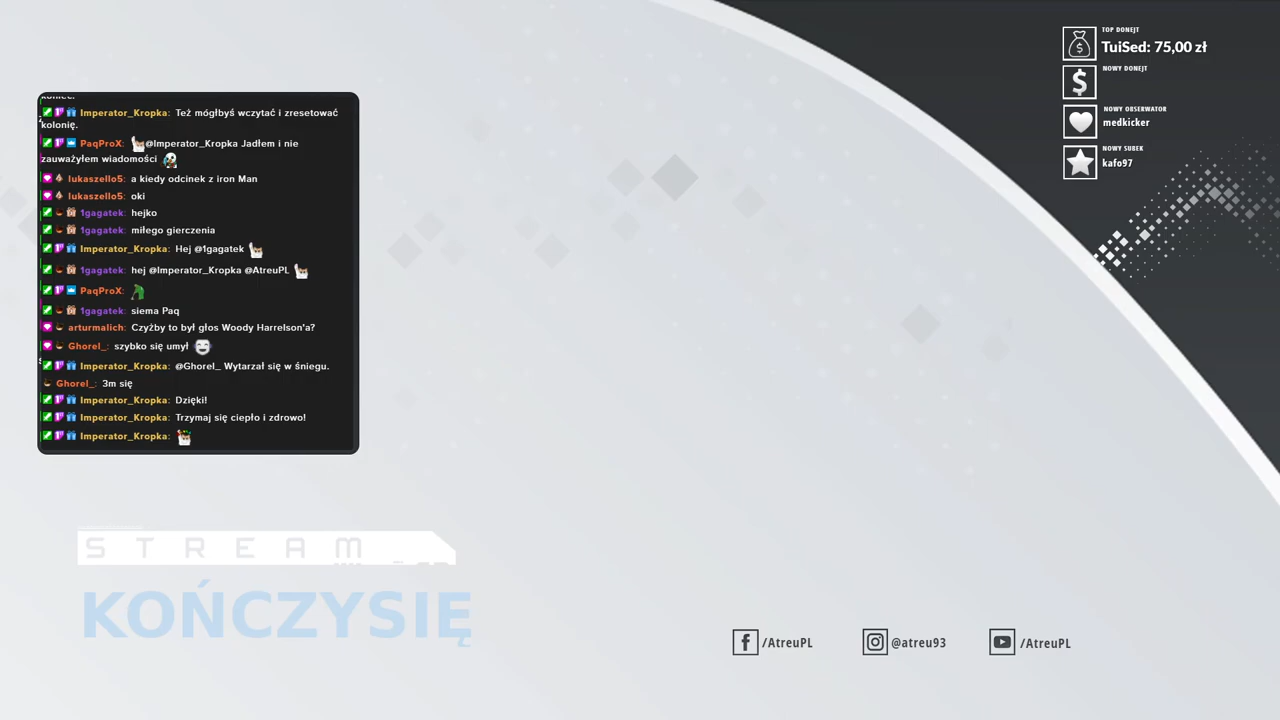 koniec.
Imperator_Kropka: Też mógłbyś wczytać i zresetować
kolonię.
PaqProX: @Imperator_Kropka Jadłem i nie
zauważyłem wiadomości
lukaszello5: a kiedy odcinek z iron Man
lukaszello5: oki
1gagatek: hejko
1gagatek: miłego gierczenia
Imperator_Kropka: Hej @1gagatek
1gagatek: hej @Imperator_Kropka @AtreuPL
PaqProX:
1gagatek: siema Paq
arturmalich: Czyżby to był głos Woody Harrelson'a?
Ghorel_: szybko się umył
Imperator_Kropka: @Ghorel_ Wytarzał się w śniegu.
Ghorel_: 3m się
Imperator_Kropka: Dzięki!
Imperator_Kropka: Trzymaj się ciepło i zdrowo!
Imperator_Kropka:
TOP DONEJT
TuiSed: 75,00 zł
NOWY DONEJT
NOWY OBSERWATOR
medkicker
NOWY SUBEK
kafo97
STREAM
KOŃCZYSIĘ
/AtreuPL
@atreu93
/AtreuPL